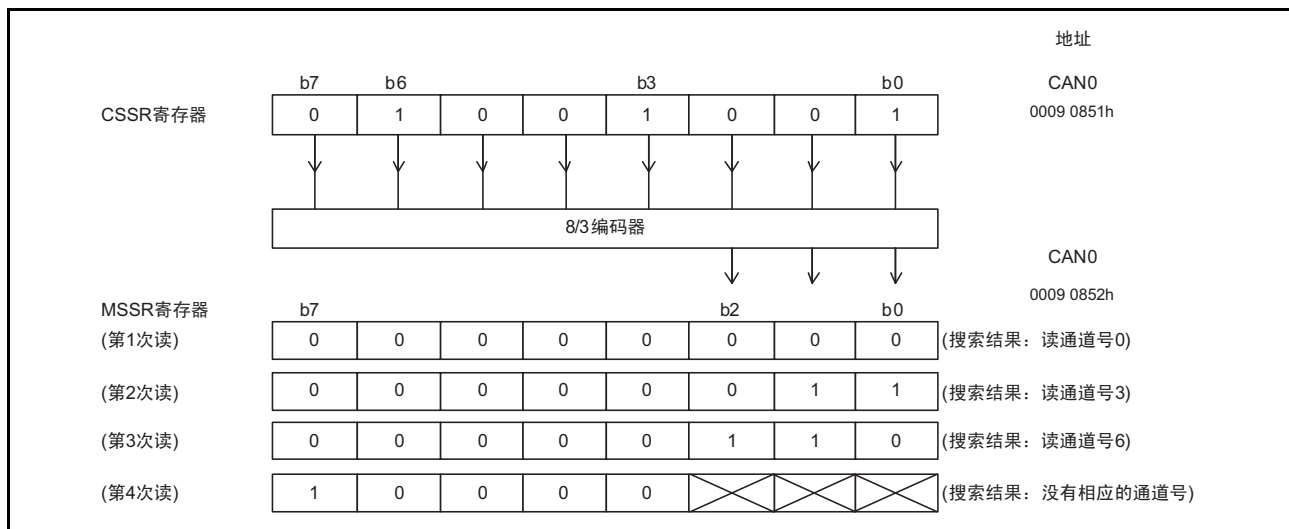 地址
b7 b6 b3 b0 CAN0
CSSR寄存器 0 1 0 0 1 0 0 1 0009 0851h
8/3编码器
CAN0
0009 0852h
MSSR寄存器 b7 b2 b0
(第1次读) 0 0 0 0 0 0 0 0 (搜索结果：读通道号0)
(第2次读) 0 0 0 0 0 0 1 1 (搜索结果：读通道号3)
(第3次读) 0 0 0 0 0 1 1 0 (搜索结果：读通道号6)
(第4次读) 1 0 0 0 0 (搜索结果：没有相应的通道号)